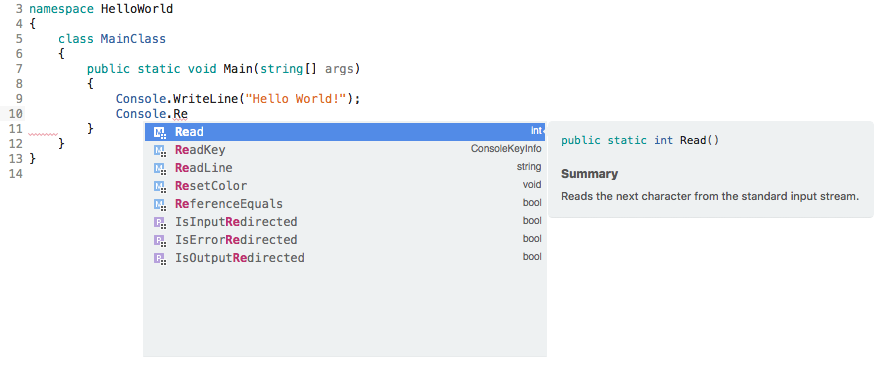 3 namespace HelloWorld
4 {
5 class MainClass
6 {
7 public static void Main(string[] args)
8 {
9 Console.WriteLine("Hello World!");
10 Console.Re
11 }
12 }
13 }
14
M Read int
M ReadKey ConsoleKeyInfo
M ReadLine string
M ResetColor void
M ReferenceEquals bool
P IsInputRedirected bool
P IsErrorRedirected bool
P IsOutputRedirected bool
public static int Read()
Summary
Reads the next character from the standard input stream.